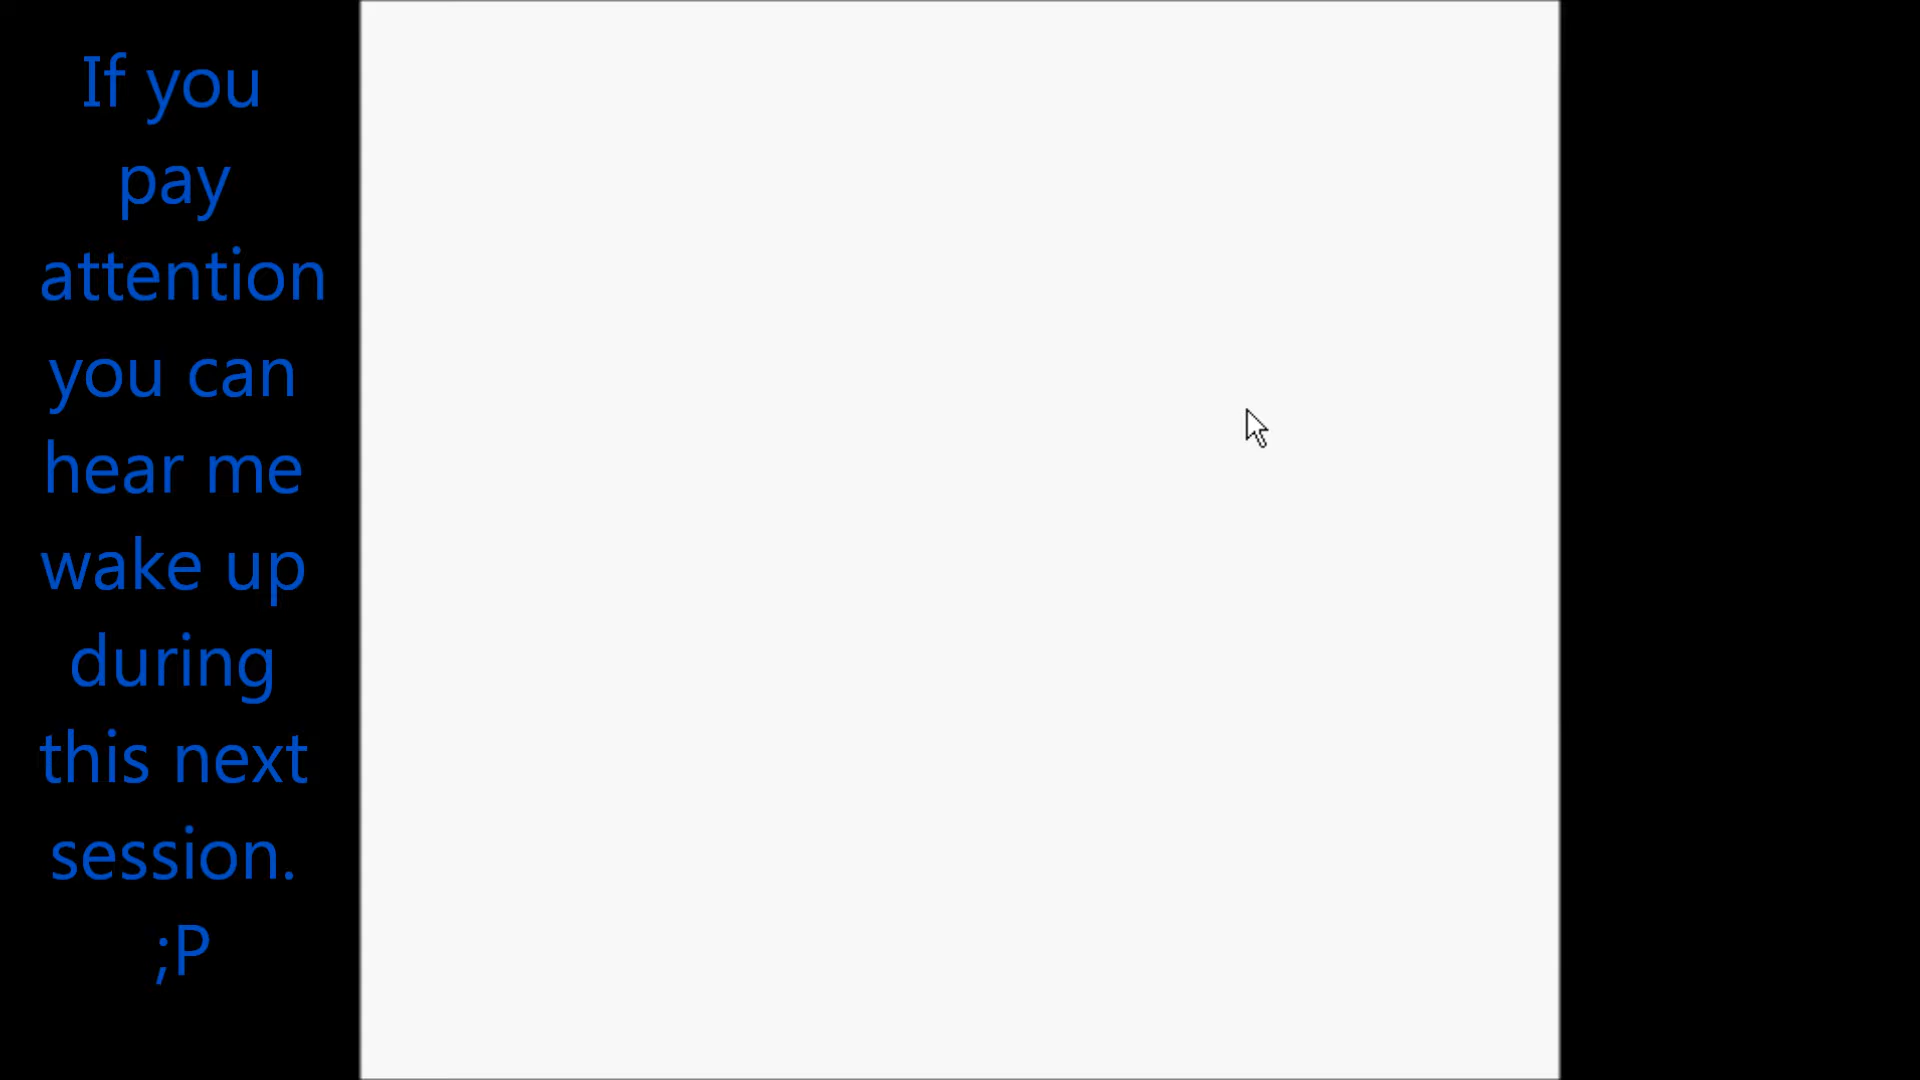 If you
pay
attention
you can
hear me
wake up
during
this next
session.
;P